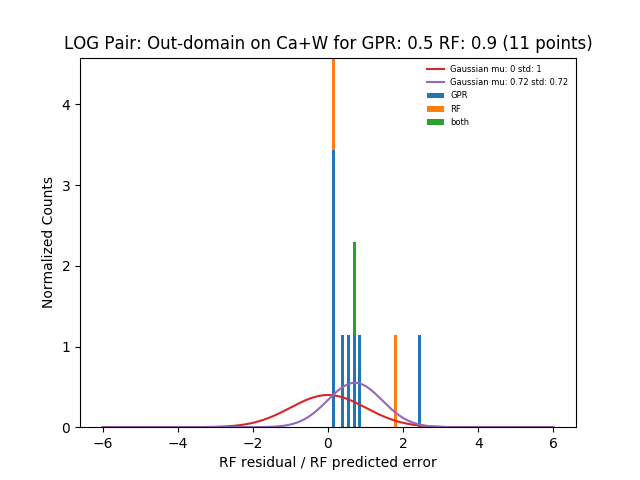 LOG Pair: Out-domain on Ca+W for GPR: 0.5 RF: 0.9 (11 points)
Gaussian mu: 0 std: 1
Gaussian mu: 0.72 std: 0.72
GPR
RF
both
Normalized Counts
4
3
2
1
0
−6 −4 −2 0 2 4 6
RF residual / RF predicted error